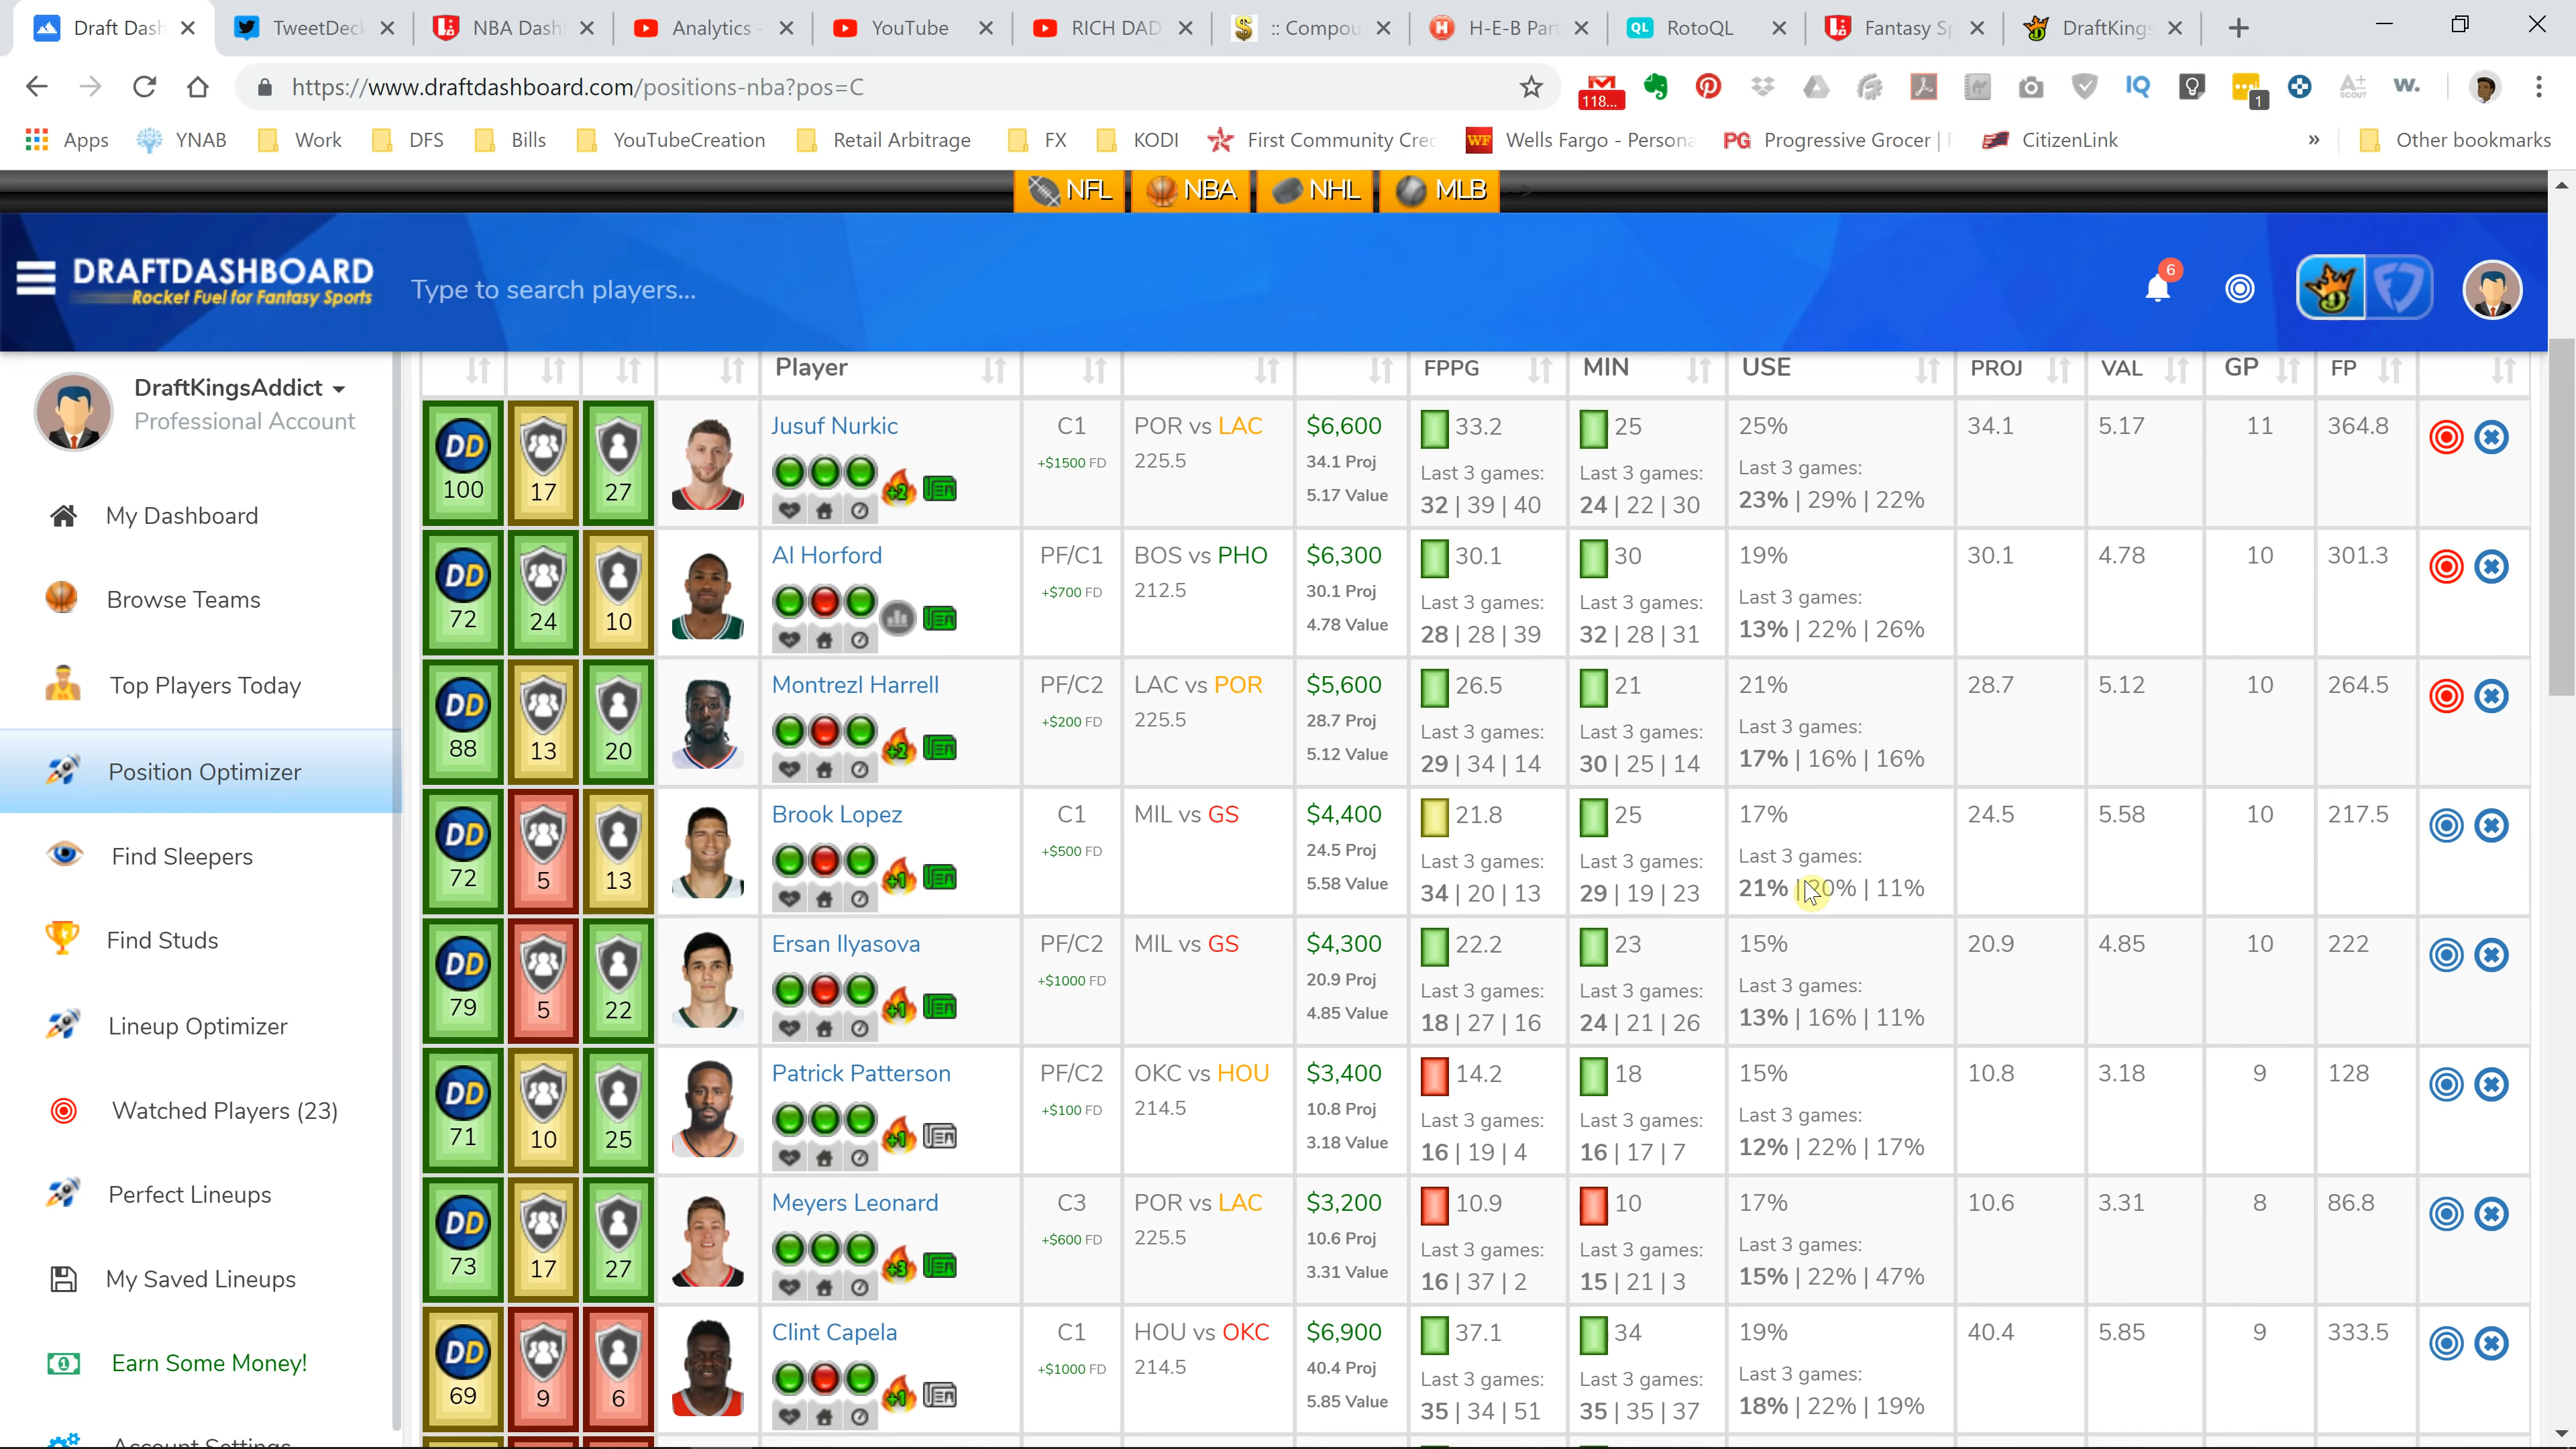 Draft Dash
TweetDec
NBA Dash
Analytics -
YouTube
RICH DAD
:: Compou
H-E-B Part
RotoQL
Fantasy Sp
DraftKings
https://www.draftdashboard.com/positions-nba?pos=C
118...
IQ
1
SCOUT
w.
Apps
YNAB
Work
DFS
Bills
YouTubeCreation
Retail Arbitrage
FX
KODI
First Community Cre
WF Wells Fargo - Persona
PG Progressive Grocer |
CitizenLink
»
Other bookmarks
NFL
NBA
NHL
MLB
DRAFTDASHBOARD
Rocket Fuel for Fantasy Sports
Type to search players...
6
DraftKingsAddict
Professional Account
My Dashboard
Browse Teams
Top Players Today
Position Optimizer
Find Sleepers
Find Studs
Lineup Optimizer
Watched Players (23)
Perfect Lineups
My Saved Lineups
Earn Some Money!
Account Settings
Player FPPG MIN USE PROJ VAL GP FP
DD 100 17 27 Jusuf Nurkic C1 POR vs LAC $6,600 33.2 25 25% 34.1 5.17 11 364.8
+2 +$1500 FD 225.5 34.1 Proj Last 3 games: Last 3 games: Last 3 games:
5.17 Value 32 | 39 | 40 24 | 22 | 30 23% | 29% | 22%
DD 72 24 10 Al Horford PF/C1 BOS vs PHO $6,300 30.1 30 19% 30.1 4.78 10 301.3
+$700 FD 212.5 30.1 Proj Last 3 games: Last 3 games: Last 3 games:
4.78 Value 28 | 28 | 39 32 | 28 | 31 13% | 22% | 26%
DD 88 13 20 Montrezl Harrell PF/C2 LAC vs POR $5,600 26.5 21 21% 28.7 5.12 10 264.5
+2 +$200 FD 225.5 28.7 Proj Last 3 games: Last 3 games: Last 3 games:
5.12 Value 29 | 34 | 14 30 | 25 | 14 17% | 16% | 16%
DD 72 5 13 Brook Lopez C1 MIL vs GS $4,400 21.8 25 17% 24.5 5.58 10 217.5
+1 +$500 FD 24.5 Proj Last 3 games: Last 3 games: Last 3 games:
5.58 Value 34 | 20 | 13 29 | 19 | 23 21% | 20% | 11%
DD 79 5 22 Ersan Ilyasova PF/C2 MIL vs GS $4,300 22.2 23 15% 20.9 4.85 10 222
+1 +$1000 FD 20.9 Proj Last 3 games: Last 3 games: Last 3 games:
4.85 Value 18 | 27 | 16 24 | 21 | 26 13% | 16% | 11%
DD 71 10 25 Patrick Patterson PF/C2 OKC vs HOU $3,400 14.2 18 15% 10.8 3.18 9 128
+1 +$100 FD 214.5 10.8 Proj Last 3 games: Last 3 games: Last 3 games:
3.18 Value 16 | 19 | 4 16 | 17 | 7 12% | 22% | 17%
DD 73 17 27 Meyers Leonard C3 POR vs LAC $3,200 10.9 10 17% 10.6 3.31 8 86.8
+3 +$600 FD 225.5 10.6 Proj Last 3 games: Last 3 games: Last 3 games:
3.31 Value 16 | 37 | 2 15 | 21 | 3 15% | 22% | 47%
DD 69 9 6 Clint Capela C1 HOU vs OKC $6,900 37.1 34 19% 40.4 5.85 9 333.5
+1 +$1000 FD 214.5 40.4 Proj Last 3 games: Last 3 games: Last 3 games:
5.85 Value 35 | 34 | 51 35 | 35 | 37 18% | 22% | 19%